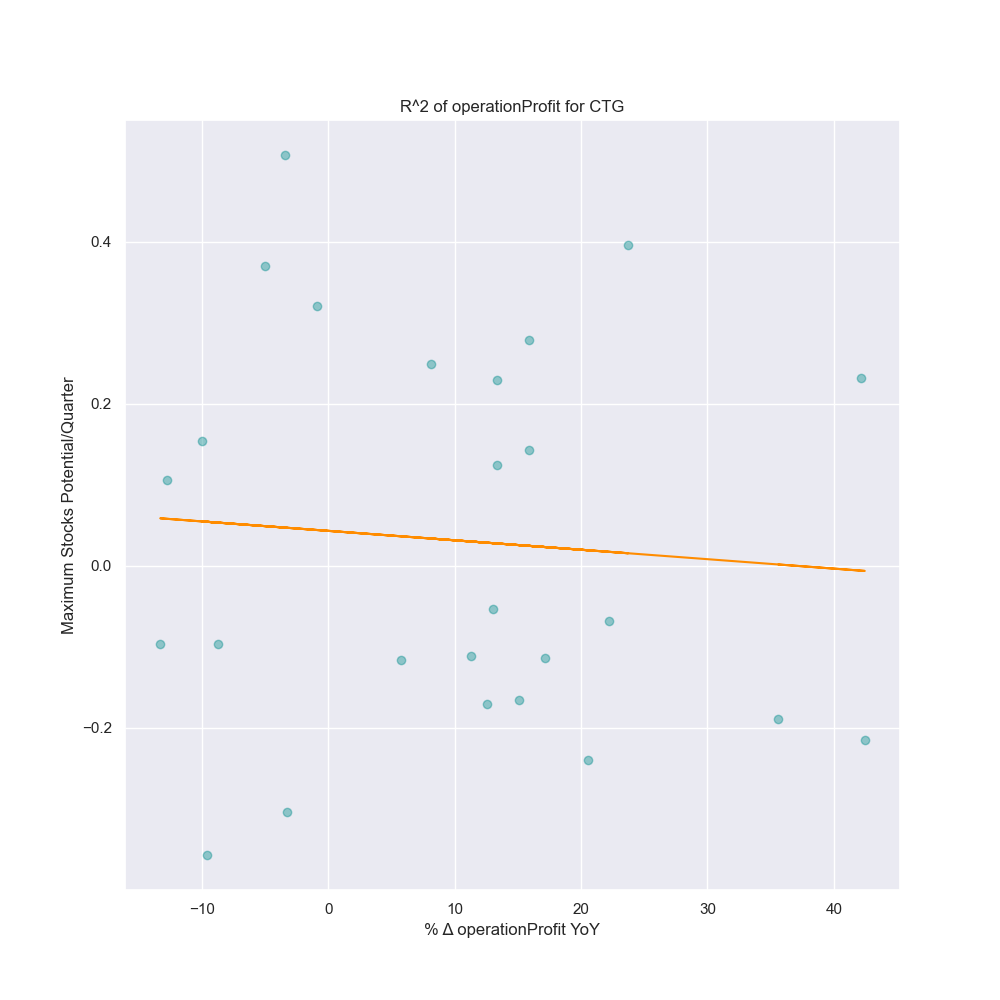 R^2 of operationProfit for CTG
Maximum Stocks Potential/Quarter
0.4
0.2
0.0
−0.2
−10 0 10 20 30 40
% Δ operationProfit YoY